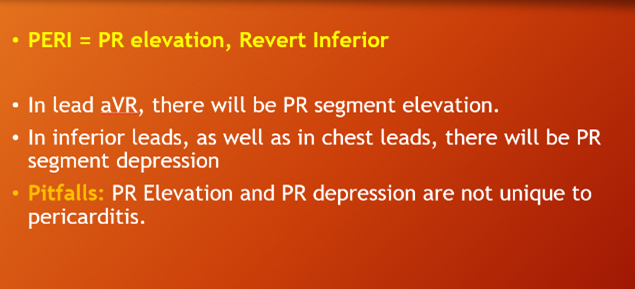 • PERI = PR elevation, Revert Inferior
• In lead aVR, there will be PR segment elevation.
• In inferior leads, as well as in chest leads, there will be PR
segment depression
• Pitfalls: PR Elevation and PR depression are not unique to
pericarditis.